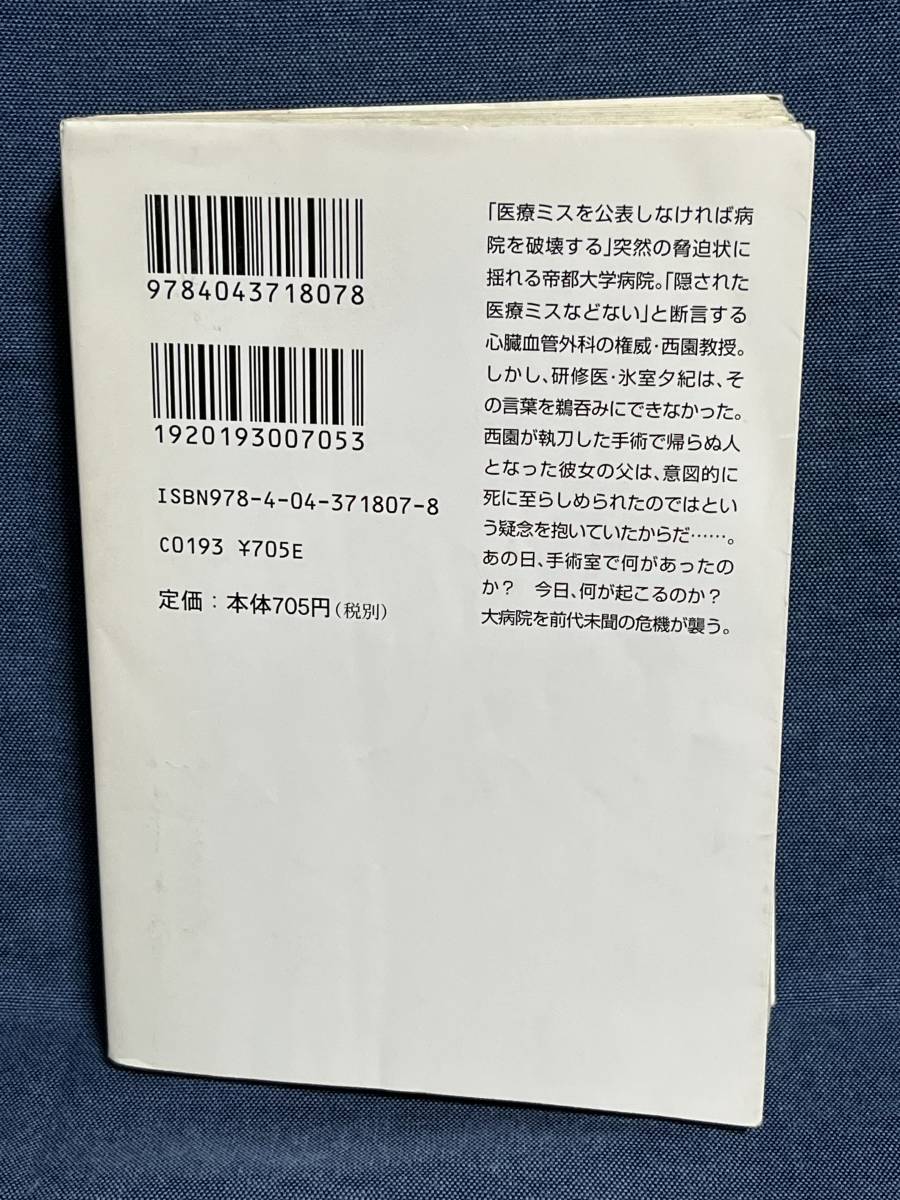 9784043718078
1920193007053
ISBN978-4-04-371807-8
C0193 ¥705E
定価：本体705円(税別)
「医療ミスを公表しなければ病
院を破壊する」突然の脅迫状に
揺れる帝都大学病院。「隠された
医療ミスなどない」と断言する
心臓血管外科の権威・西園教授。
しかし、研修医・氷室夕紀は、そ
の言葉を鵜呑みにできなかった。
西園が執刀した手術で帰らぬ人
となった彼女の父は、意図的に
死に至らしめられたのではとい
う疑念を抱いていたからだ……。
あの日、手術室で何があったの
か？　今日、何が起こるのか？
大病院を前代未聞の危機が襲う。